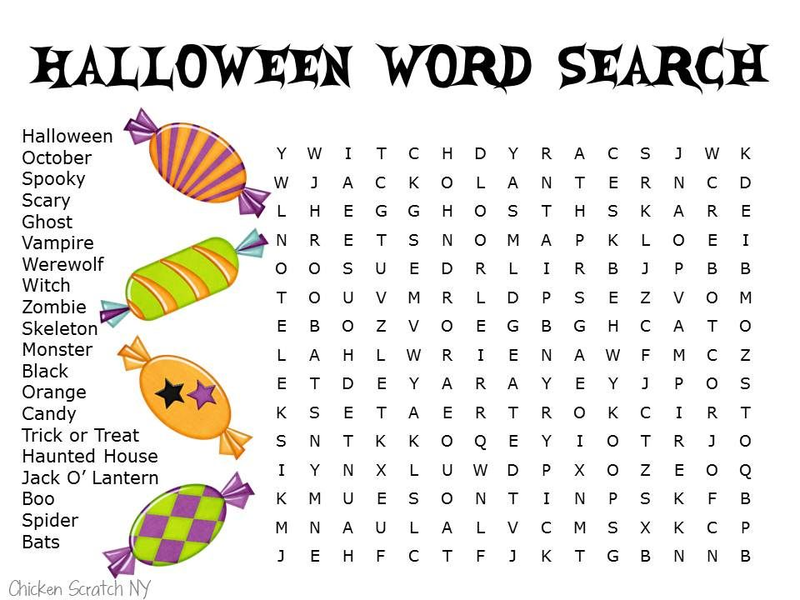 HALLOWEEN WORD SEARCH
Halloween
October
Spooky
Scary
Ghost
Vampire
Werewolf
Witch
Zombie
Skeleton
Monster
Black
Orange
Candy
Trick or Treat
Haunted House
Jack O’ Lantern
Boo
Spider
Bats
Y W I T C H D Y R A C S J W K
W J A C K O L A N T E R N C D
L H E G G H O S T H S K A R E
N R E T S N O M A P K L O E I
O O S U E D R L I R B J P B B
T O U V M R L D P S E Z V O M
E B O Z V O E G B G H C A T O
L A H L W R I E N A W F M C Z
E T D E Y A R A Y E Y J P O S
K S E T A E R T R O K C I R T
S N T K K O Q E Y I O T R J O
I Y N X L U W D P X O Z E O Q
K M U E S O N T I N P S K F B
M N A U L A L V C M S X K C P
J E H F C T F J K T G B N N B
Chicken Scratch NY